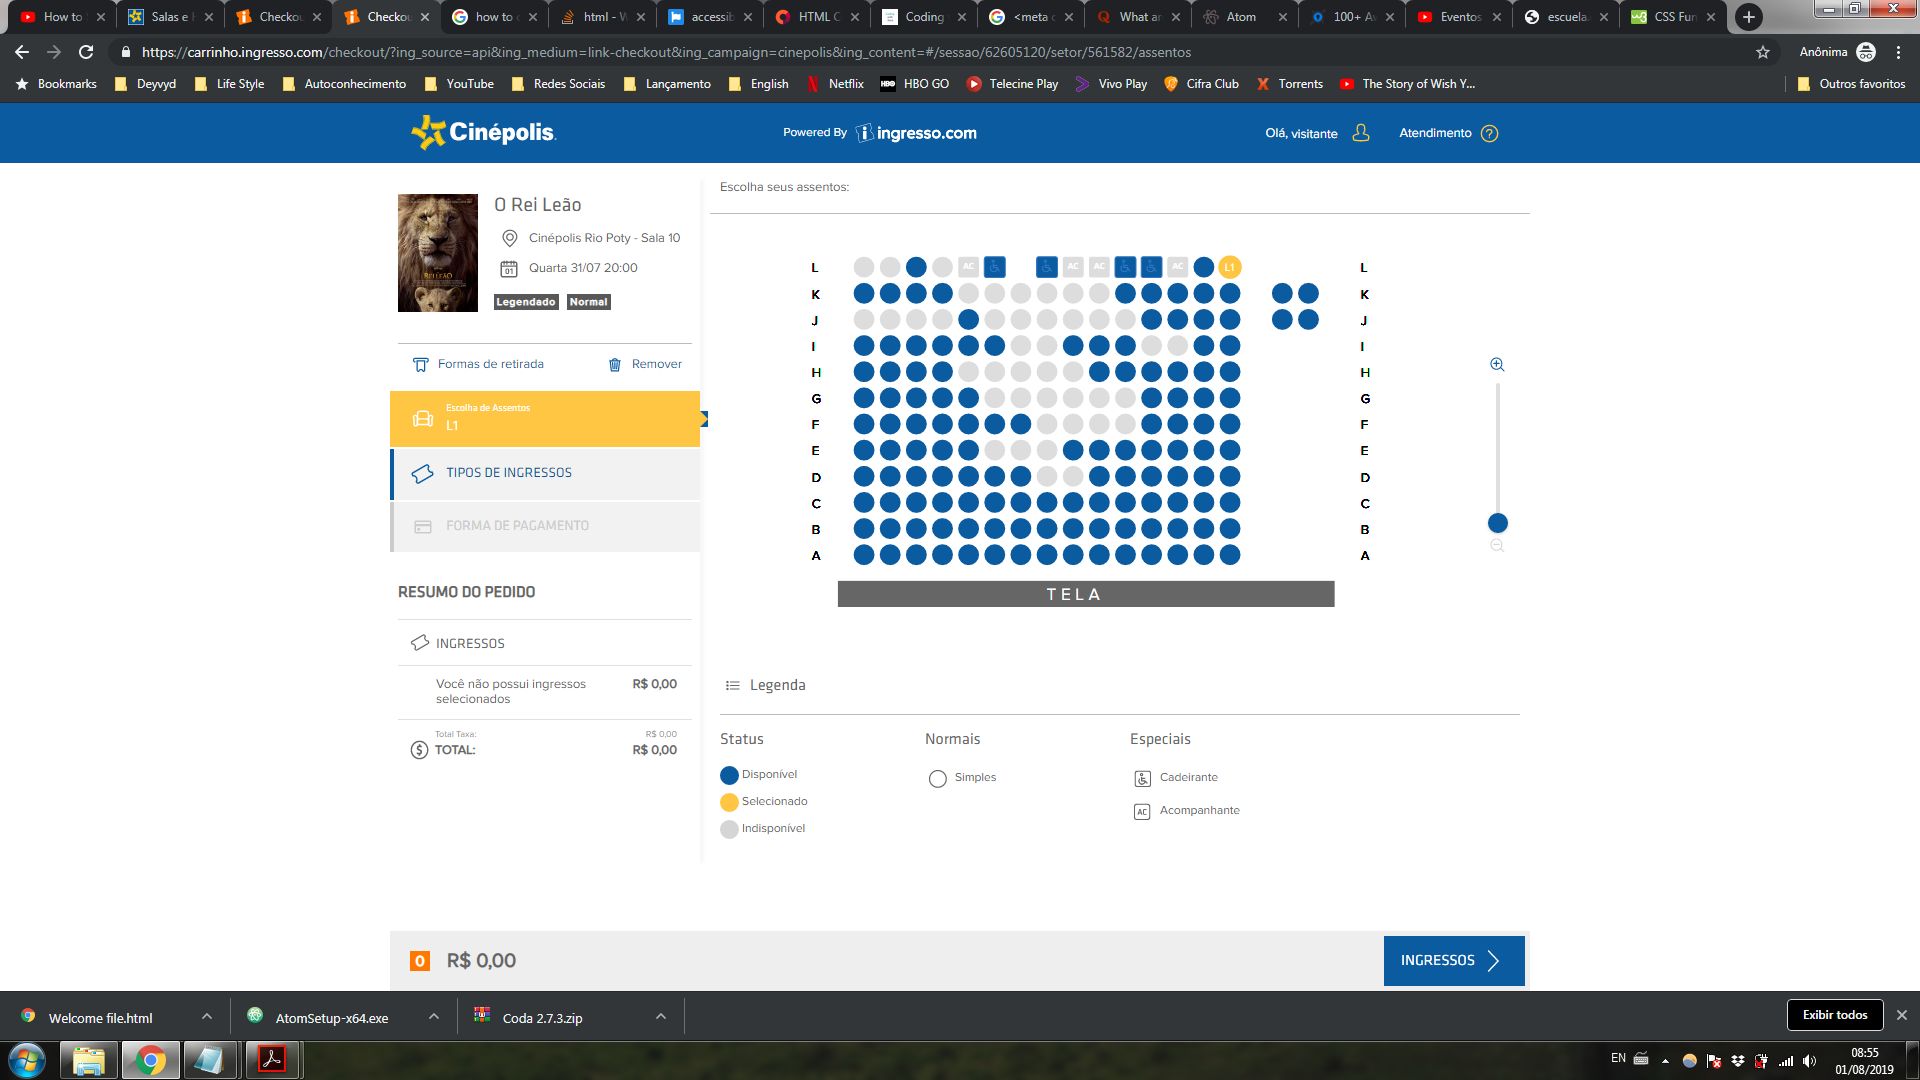 How to
Salas e H
Checkou
Checkou
how to c
html - W
accessib
HTML C
Coding
<meta c
What ar
Atom
100+ Aw
Eventos
escuela.
CSS Fun
https://carrinho.ingresso.com/checkout/?ing_source=api&ing_medium=link-checkout&ing_campaign=cinepolis&ing_content=#/sessao/62605120/setor/561582/assentos
Anônima
Bookmarks
Deyvyd
Life Style
Autoconhecimento
YouTube
Redes Sociais
Lançamento
English
Netflix
HBO GO
Telecine Play
Vivo Play
Cifra Club
Torrents
The Story of Wish Y...
Outros favoritos
Cinépolis
Powered By ingresso.com
Olá, visitante
Atendimento ?
O Rei Leão
Cinépolis Rio Poty - Sala 10
01 Quarta 31/07 20:00
Legendado Normal
REI LEÃO
Formas de retirada
Remover
Escolha de Assentos
L1
TIPOS DE INGRESSOS
FORMA DE PAGAMENTO
RESUMO DO PEDIDO
INGRESSOS
Você não possui ingressos selecionados
R$ 0,00
Total Taxa: R$ 0,00
$ TOTAL: R$ 0,00
Escolha seus assentos:
L AC AC AC AC L1 L
K K
J J
I I
H H
G G
F F
E E
D D
C C
B B
A A
TELA
Legenda
Status
Disponível
Selecionado
Indisponível
Normais
Simples
Especiais
Cadeirante
AC Acompanhante
0 R$ 0,00
INGRESSOS
Welcome file.html
AtomSetup-x64.exe
Coda 2.7.3.zip
Exibir todos
EN
08:55
01/08/2019